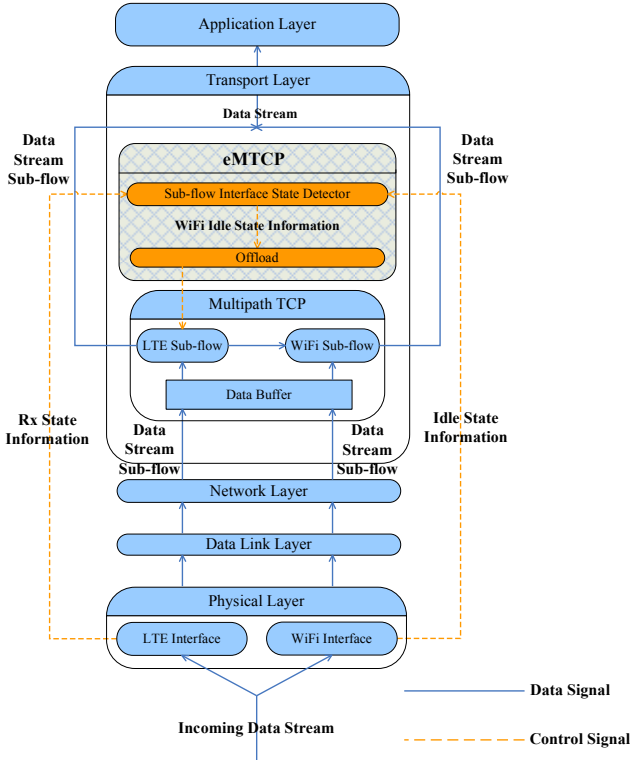 Application Layer
Transport Layer
Data Stream
Data
Stream
Sub-flow
Data
Stream
Sub-flow
eMTCP
Sub-flow Interface State Detector
WiFi Idle State Information
Offload
Multipath TCP
LTE Sub-flow
WiFi Sub-flow
Data Buffer
Rx State
Information
Idle State
Information
Data
Stream
Sub-flow
Data
Stream
Sub-flow
Network Layer
Data Link Layer
Physical Layer
LTE Interface
WiFi Interface
Incoming Data Stream
Data Signal
Control Signal